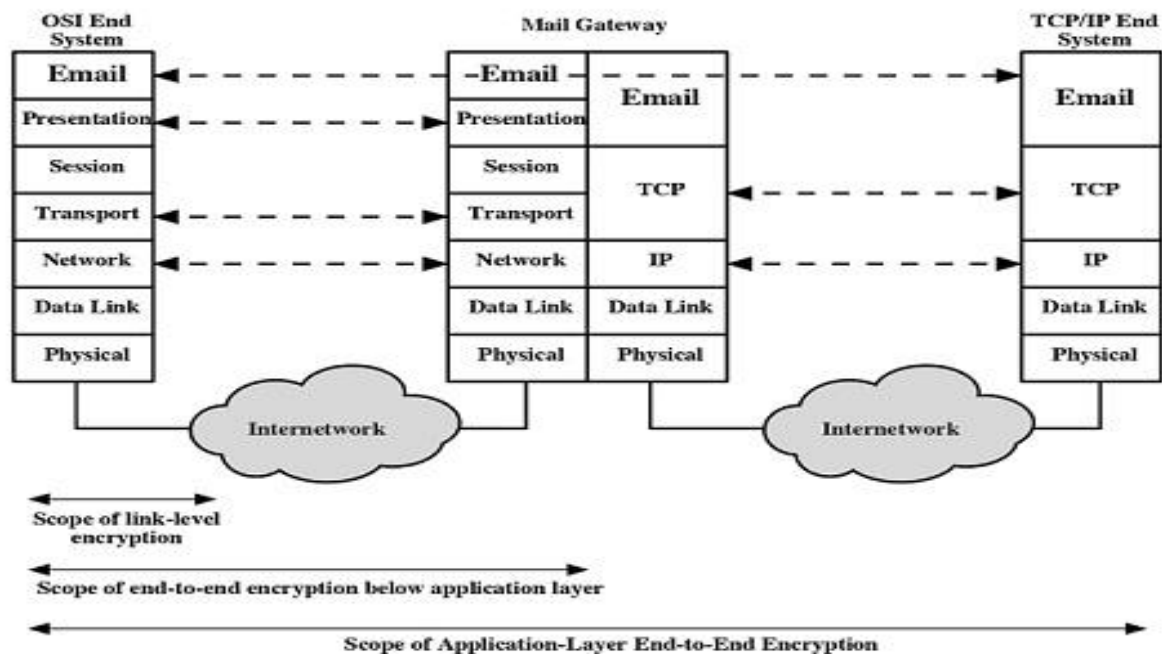 OSI End
System
Mail Gateway
TCP/IP End
System
Email
Presentation
Session
Transport
Network
Data Link
Physical
Email
Presentation
Session
Transport
Network
Data Link
Physical
Email
TCP
IP
Data Link
Physical
Email
TCP
IP
Data Link
Physical
Internetwork
Internetwork
Scope of link-level
encryption
Scope of end-to-end encryption below application layer
Scope of Application-Layer End-to-End Encryption